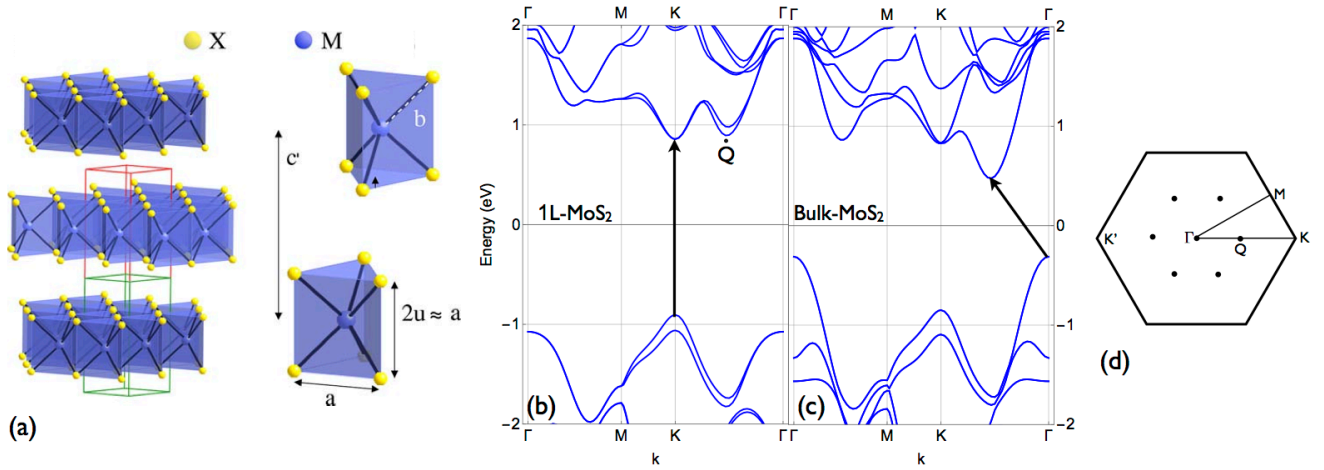 X M
b
c'
2u ≈ a
a
(a)
Γ M K Γ
2
1
0
−1
−2
Energy (eV)
1L-MoS₂
Q
(b)
Γ M K Γ
k
Γ M K Γ
Bulk-MoS₂
(c)
2
1
0
−1
−2
Γ M K Γ
k
K'
Γ
Q
M
K
(d)